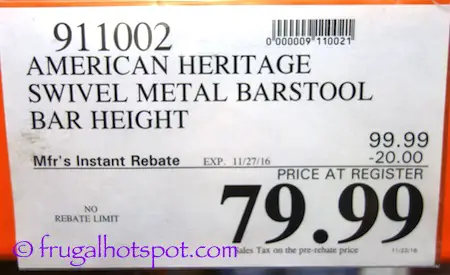 911002
0 000009 110021
AMERICAN HERITAGE
SWIVEL METAL BARSTOOL
BAR HEIGHT
99.99
Mfr's Instant Rebate EXP. 11/27/16 -20.00
PRICE AT REGISTER
79.99
NO
REBATE LIMIT
Sales Tax on the pre-rebate price 11/22/16
© frugalhotspot.com